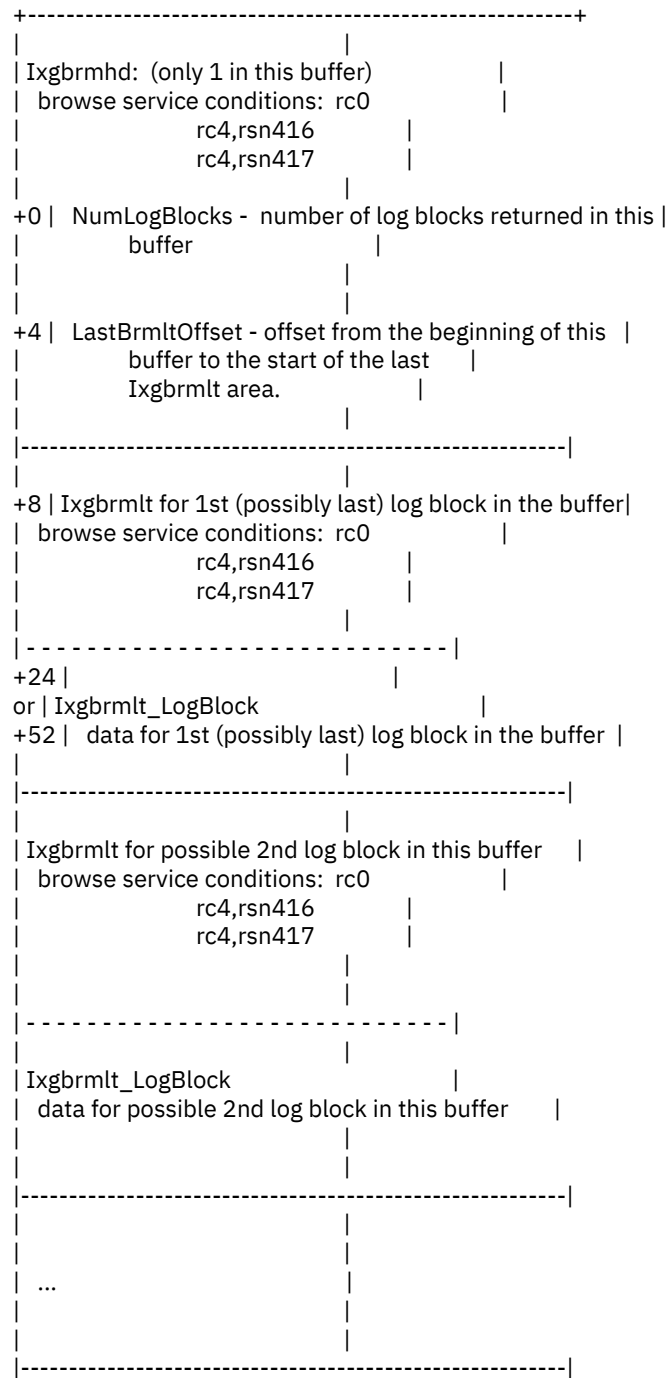 +---------------------------------------------------------+
| |
| Ixgbrmhd: (only 1 in this buffer) |
| browse service conditions: rc0 |
| rc4,rsn416 |
| rc4,rsn417 |
| |
+0 | NumLogBlocks - number of log blocks returned in this |
| buffer |
| |
| |
+4 | LastBrmltOffset - offset from the beginning of this |
| buffer to the start of the last |
| Ixgbrmlt area. |
| |
|---------------------------------------------------------|
| |
+8 | Ixgbrmlt for 1st (possibly last) log block in the buffer|
| browse service conditions: rc0 |
| rc4,rsn416 |
| rc4,rsn417 |
| |
| - - - - - - - - - - - - - - - - - - - - - - - - - - - - |
+24 | |
or | Ixgbrmlt_LogBlock |
+52 | data for 1st (possibly last) log block in the buffer |
| |
|---------------------------------------------------------|
| |
| Ixgbrmlt for possible 2nd log block in this buffer |
| browse service conditions: rc0 |
| rc4,rsn416 |
| rc4,rsn417 |
| |
| |
| - - - - - - - - - - - - - - - - - - - - - - - - - - - - |
| |
| Ixgbrmlt_LogBlock |
| data for possible 2nd log block in this buffer |
| |
| |
|---------------------------------------------------------|
| |
| |
| ... |
| |
| |
|---------------------------------------------------------|